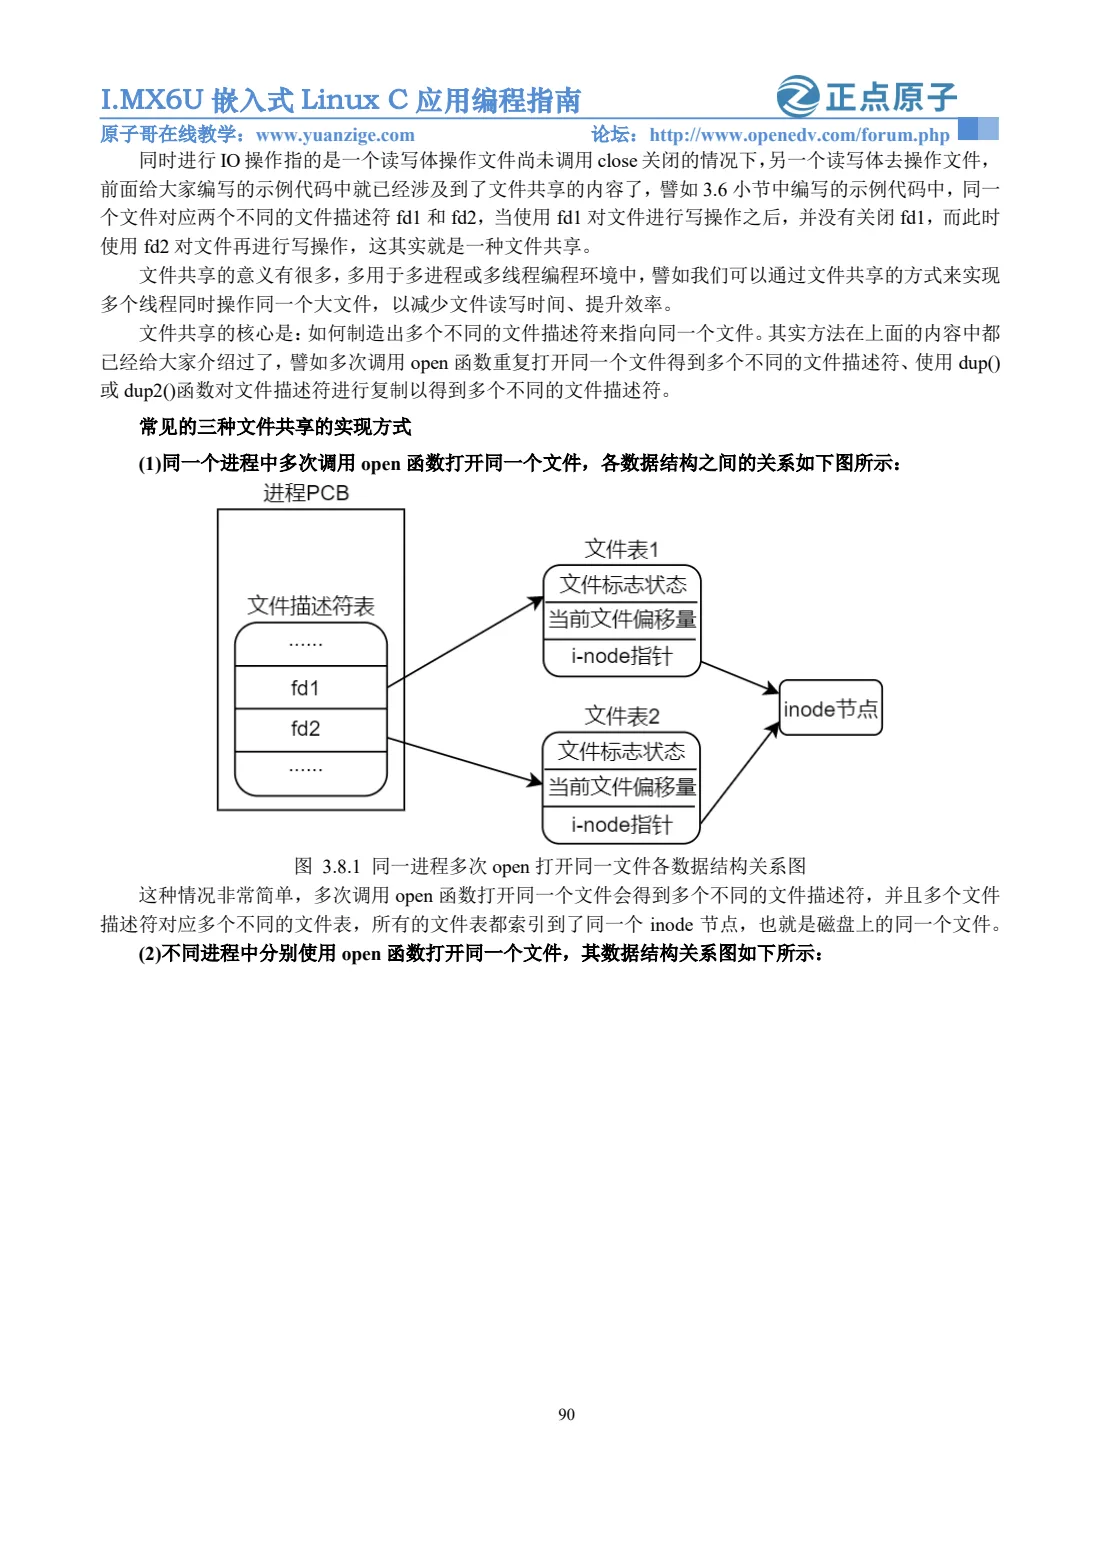 I.MX6U 嵌入式 Linux C 应用编程指南
正点原子
原子哥在线教学：www.yuanzige.com 论坛：http://www.openedv.com/forum.php
同时进行 IO 操作指的是一个读写体操作文件尚未调用 close 关闭的情况下，另一个读写体去操作文件，
前面给大家编写的示例代码中就已经涉及到了文件共享的内容了，譬如 3.6 小节中编写的示例代码中，同一
个文件对应两个不同的文件描述符 fd1 和 fd2，当使用 fd1 对文件进行写操作之后，并没有关闭 fd1，而此时
使用 fd2 对文件再进行写操作，这其实就是一种文件共享。
文件共享的意义有很多，多用于多进程或多线程编程环境中，譬如我们可以通过文件共享的方式来实现
多个线程同时操作同一个大文件，以减少文件读写时间、提升效率。
文件共享的核心是：如何制造出多个不同的文件描述符来指向同一个文件。其实方法在上面的内容中都
已经给大家介绍过了，譬如多次调用 open 函数重复打开同一个文件得到多个不同的文件描述符、使用 dup()
或 dup2()函数对文件描述符进行复制以得到多个不同的文件描述符。
常见的三种文件共享的实现方式
(1)同一个进程中多次调用 open 函数打开同一个文件，各数据结构之间的关系如下图所示：
进程PCB
文件描述符表
......
fd1
fd2
......
文件表1
文件标志状态
当前文件偏移量
i-node指针
文件表2
文件标志状态
当前文件偏移量
i-node指针
inode节点
图 3.8.1 同一进程多次 open 打开同一文件各数据结构关系图
这种情况非常简单，多次调用 open 函数打开同一个文件会得到多个不同的文件描述符，并且多个文件
描述符对应多个不同的文件表，所有的文件表都索引到了同一个 inode 节点，也就是磁盘上的同一个文件。
(2)不同进程中分别使用 open 函数打开同一个文件，其数据结构关系图如下所示：
90